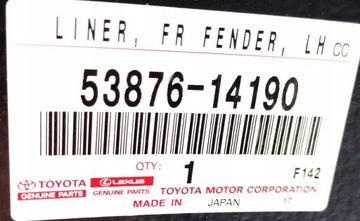 LINER, FR FENDER, LH CC
53876-14190
QTY: 1 F142
TOYOTA GENUINE PARTS LEXUS GENUINE PARTS TOYOTA MOTOR CORPORATION
MADE IN JAPAN 17